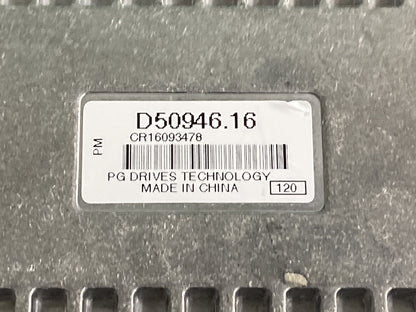 D50946.16
CR16093478
PM
PG DRIVES TECHNOLOGY
MADE IN CHINA
120